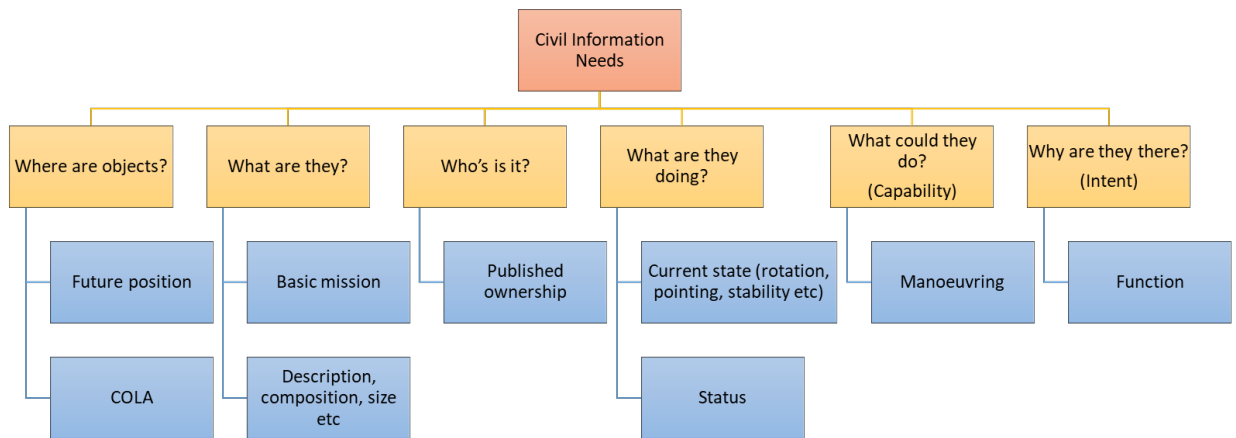 Civil Information
Needs
Where are objects?
What are they?
Who's is it?
What are they
doing?
What could they
do?
(Capability)
Why are they there?
(Intent)
Future position
Basic mission
Published
ownership
Current state (rotation,
pointing, stability etc)
Manoeuvring
Function
COLA
Description,
composition, size
etc
Status